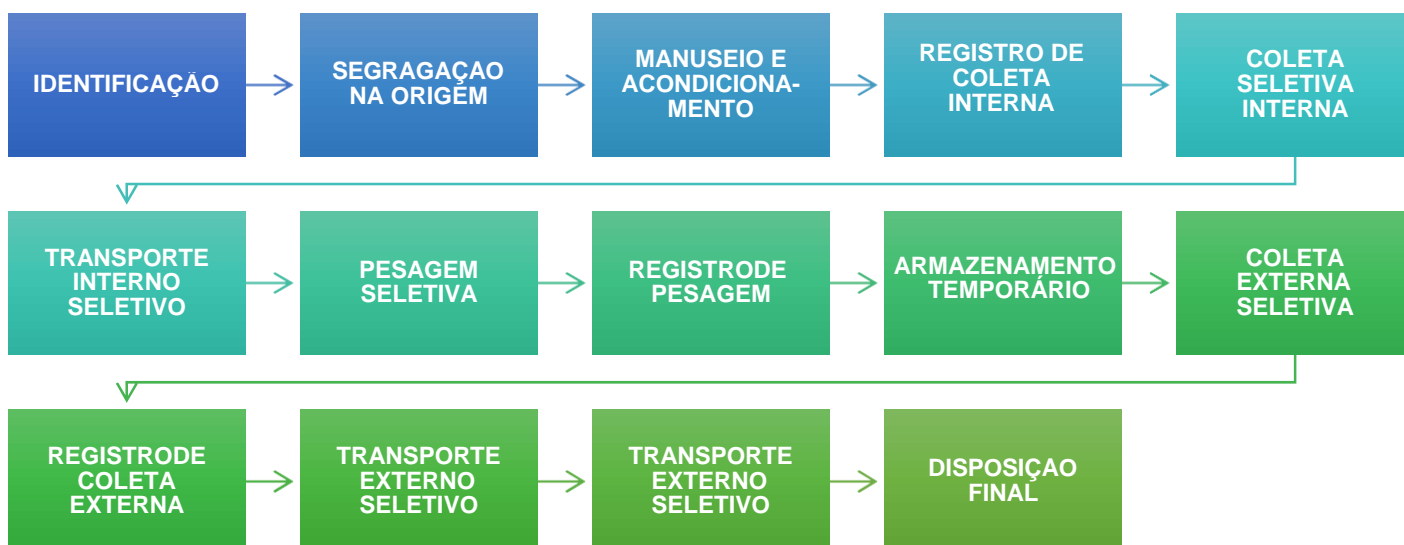 IDENTIFICAÇÃO
SEGRAGAÇAO
NA ORIGEM
MANUSEIO E
ACONDICIONA-
MENTO
REGISTRO DE
COLETA
INTERNA
COLETA
SELETIVA
INTERNA
TRANSPORTE
INTERNO
SELETIVO
PESAGEM
SELETIVA
REGISTRODE
PESAGEM
ARMAZENAMENTO
TEMPORÁRIO
COLETA
EXTERNA
SELETIVA
REGISTRODE
COLETA
EXTERNA
TRANSPORTE
EXTERNO
SELETIVO
TRANSPORTE
EXTERNO
SELETIVO
DISPOSIÇAO
FINAL